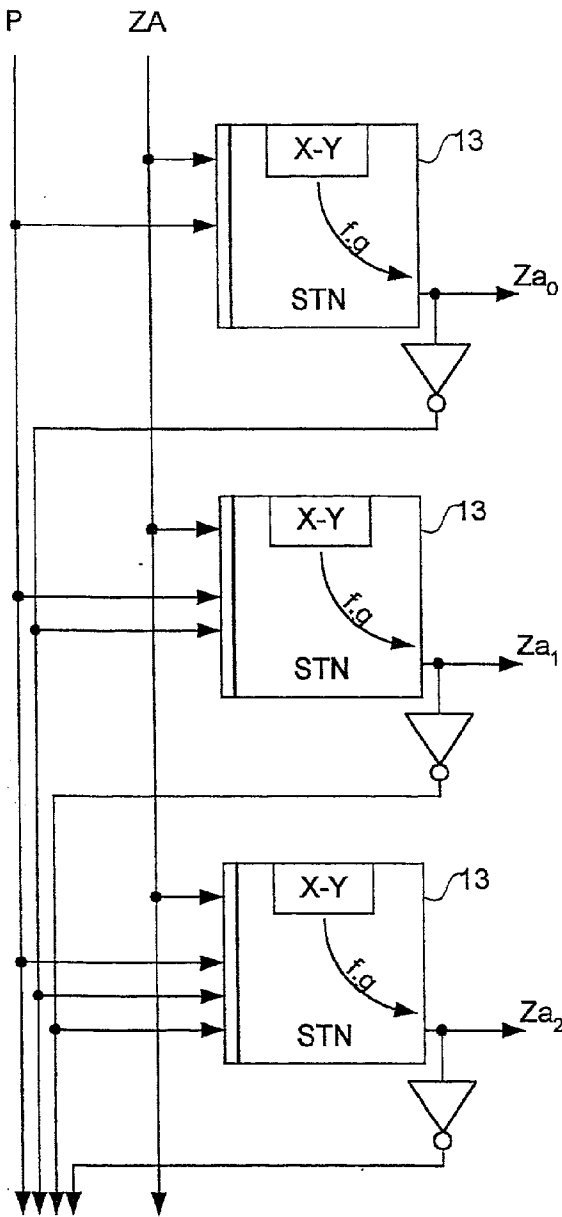 P ZA
X-Y 13
f.g
STN Za₀
X-Y 13
f.g
STN Za₁
X-Y 13
f.g
STN Za₂